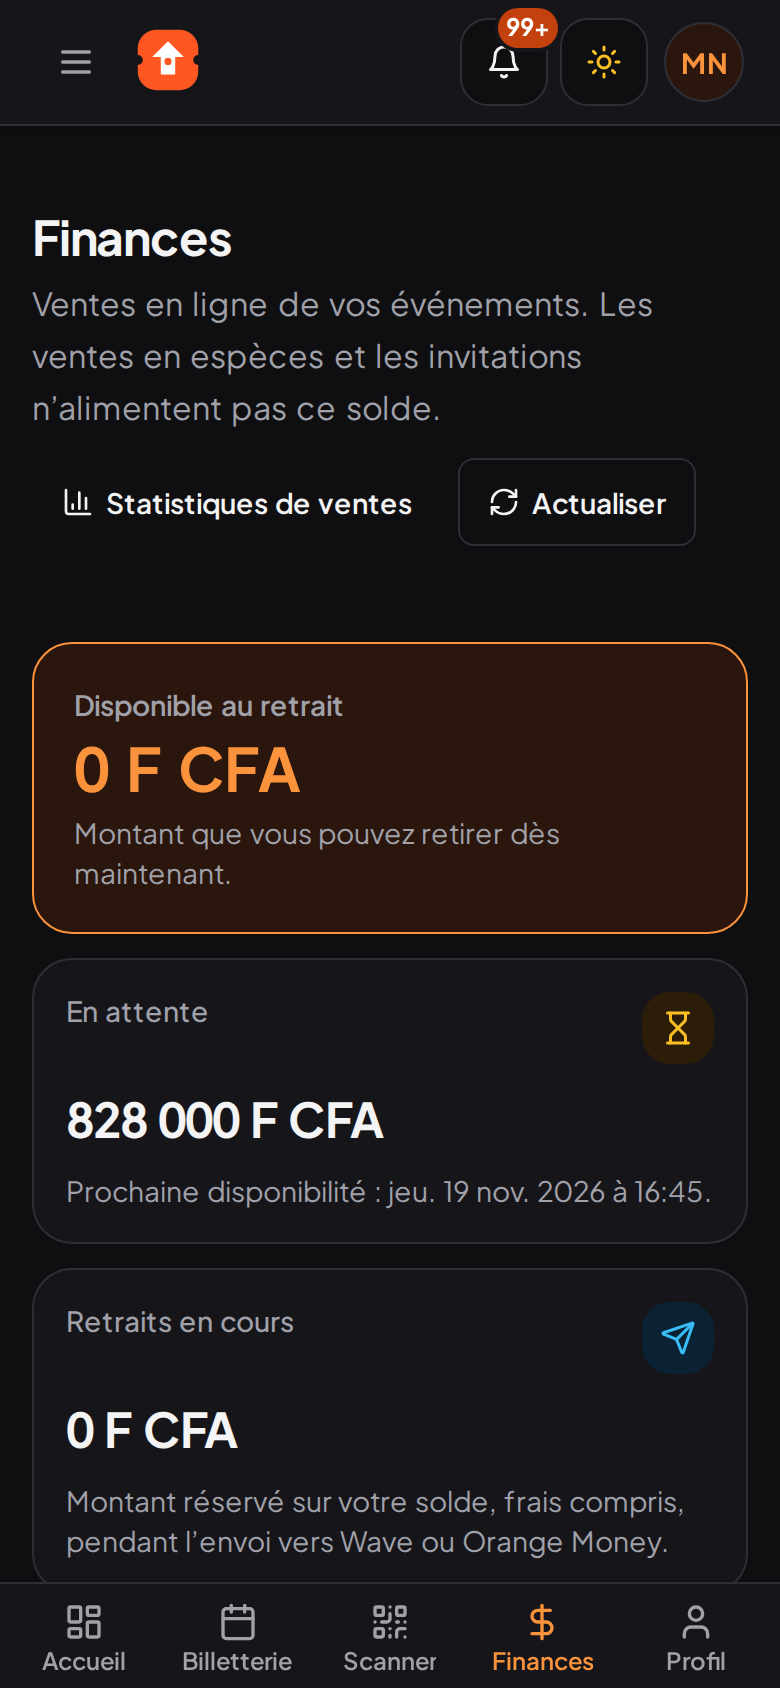 99+
MN
Finances
Ventes en ligne de vos événements. Les
ventes en espèces et les invitations
n’alimentent pas ce solde.
Statistiques de ventes
Actualiser
Disponible au retrait
0 F CFA
Montant que vous pouvez retirer dès
maintenant.
En attente
828 000 F CFA
Prochaine disponibilité : jeu. 19 nov. 2026 à 16:45.
Retraits en cours
0 F CFA
Montant réservé sur votre solde, frais compris,
pendant l’envoi vers Wave ou Orange Money.
Accueil
Billetterie
Scanner
Finances
Profil